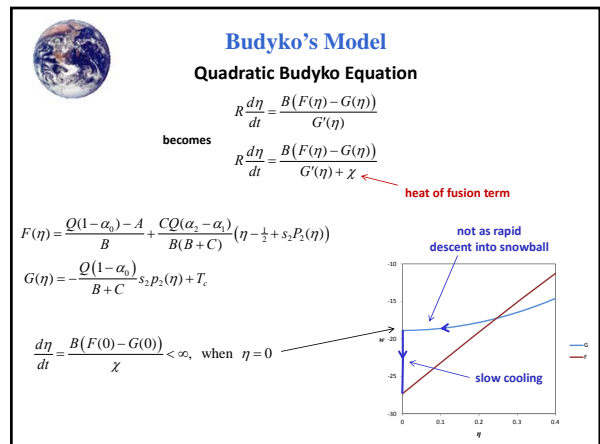 Budyko's Model
Quadratic Budyko Equation
R dη/dt = B(F(η) − G(η)) / G′(η)
becomes
R dη/dt = B(F(η) − G(η)) / (G′(η) + χ)
heat of fusion term
F(η) = (Q(1−α₀) − A)/B + (CQ(α₂ − α₁))/(B(B+C)) (η − ½ + s₂P₂(η))
G(η) = −(Q(1−α₀))/(B+C) s₂p₂(η) + T_c
dη/dt = B(F(0) − G(0)) / χ < ∞, when η = 0
not as rapid
descent into snowball
-10
-15
-20
-25
-30
w
0
0.1
0.2
0.3
0.4
η
G
F
slow cooling